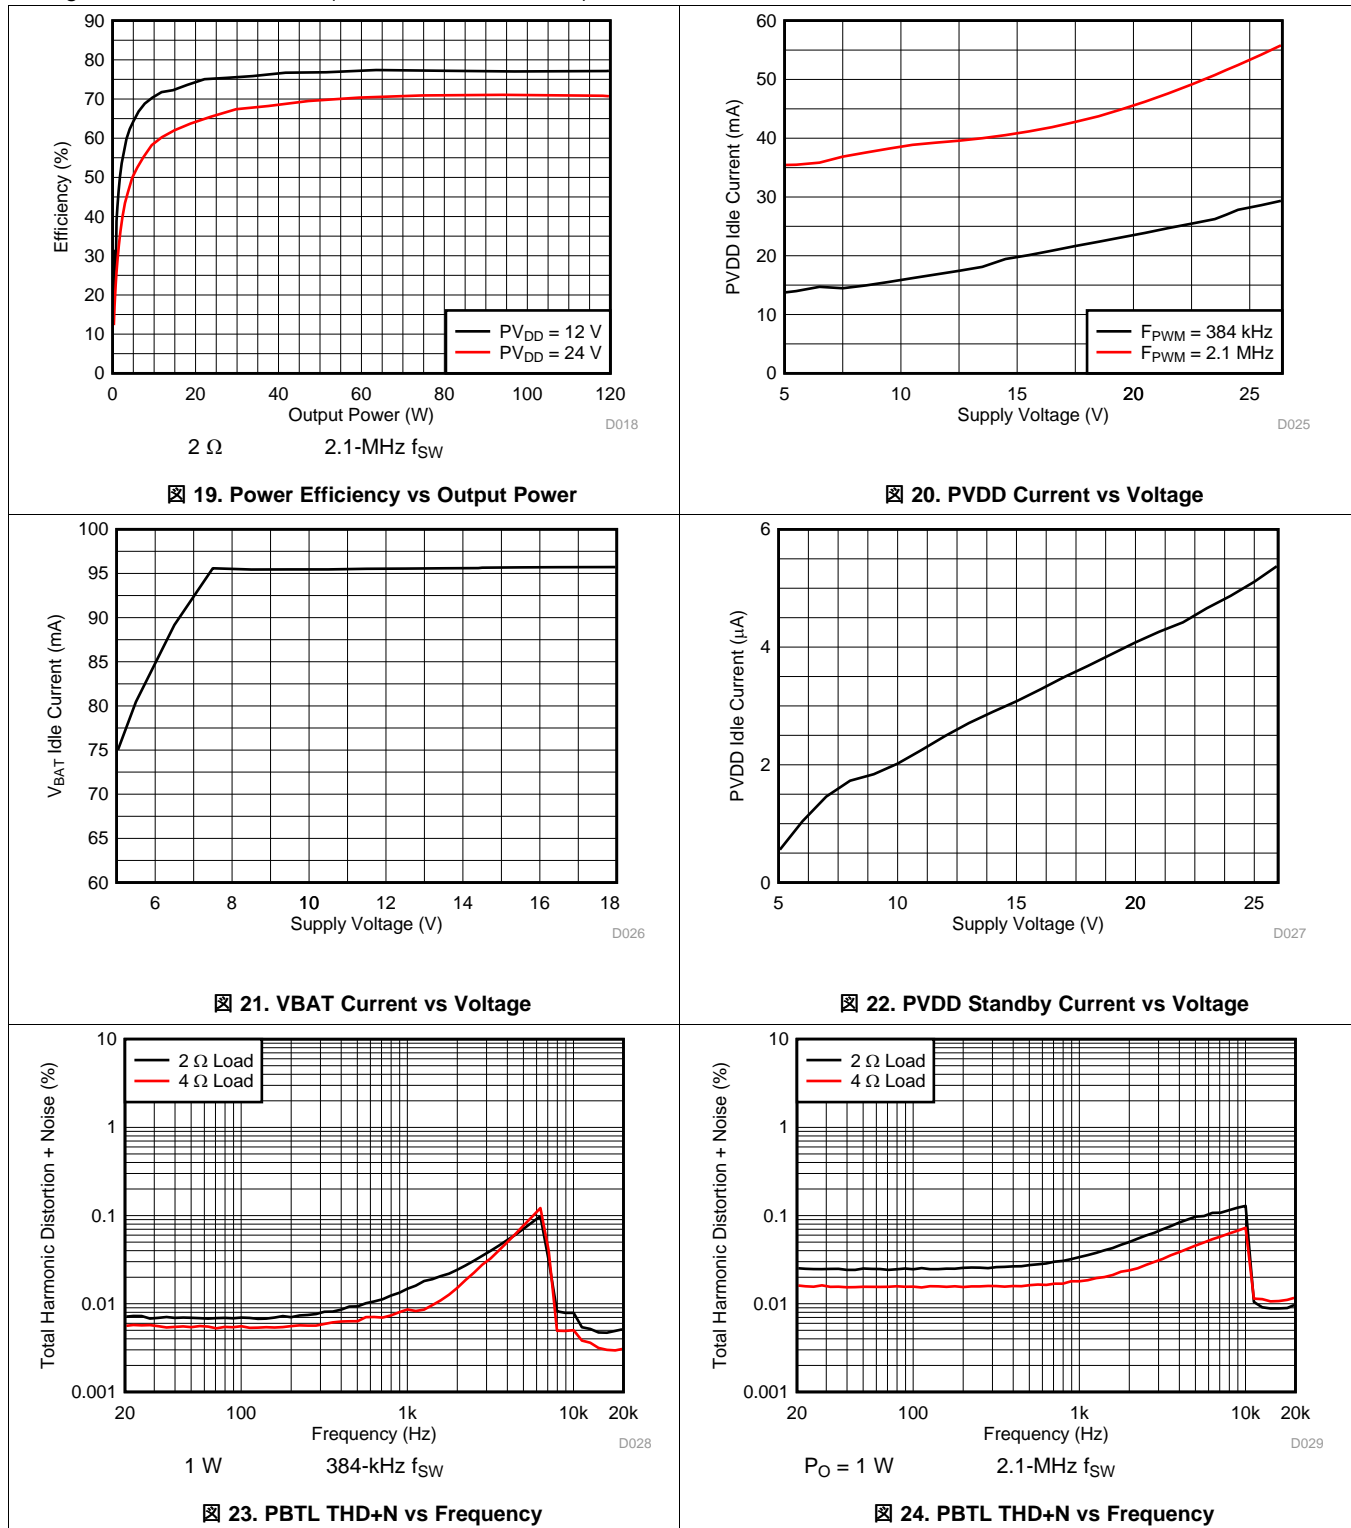 90
80
70
60
50
40
30
20
10
0
Efficiency (%)
PV_DD = 12 V
PV_DD = 24 V
0 20 40 60 80 100 120
Output Power (W)
D018
2 Ω 2.1-MHz f_SW
図 19. Power Efficiency vs Output Power
60
50
40
30
20
10
0
PVDD Idle Current (mA)
F_PWM = 384 kHz
F_PWM = 2.1 MHz
5 10 15 20 25
Supply Voltage (V)
D025
図 20. PVDD Current vs Voltage
100
95
90
85
80
75
70
65
60
V_BAT Idle Current (mA)
6 8 10 12 14 16 18
Supply Voltage (V)
D026
図 21. VBAT Current vs Voltage
6
4
2
0
PVDD Idle Current (μA)
5 10 15 20 25
Supply Voltage (V)
D027
図 22. PVDD Standby Current vs Voltage
10
1
0.1
0.01
0.001
Total Harmonic Distortion + Noise (%)
2 Ω Load
4 Ω Load
20 100 1k 10k 20k
Frequency (Hz)
D028
1 W 384-kHz f_SW
図 23. PBTL THD+N vs Frequency
10
1
0.1
0.01
0.001
Total Harmonic Distortion + Noise (%)
2 Ω Load
4 Ω Load
20 100 1k 10k 20k
Frequency (Hz)
D029
P_O = 1 W 2.1-MHz f_SW
図 24. PBTL THD+N vs Frequency